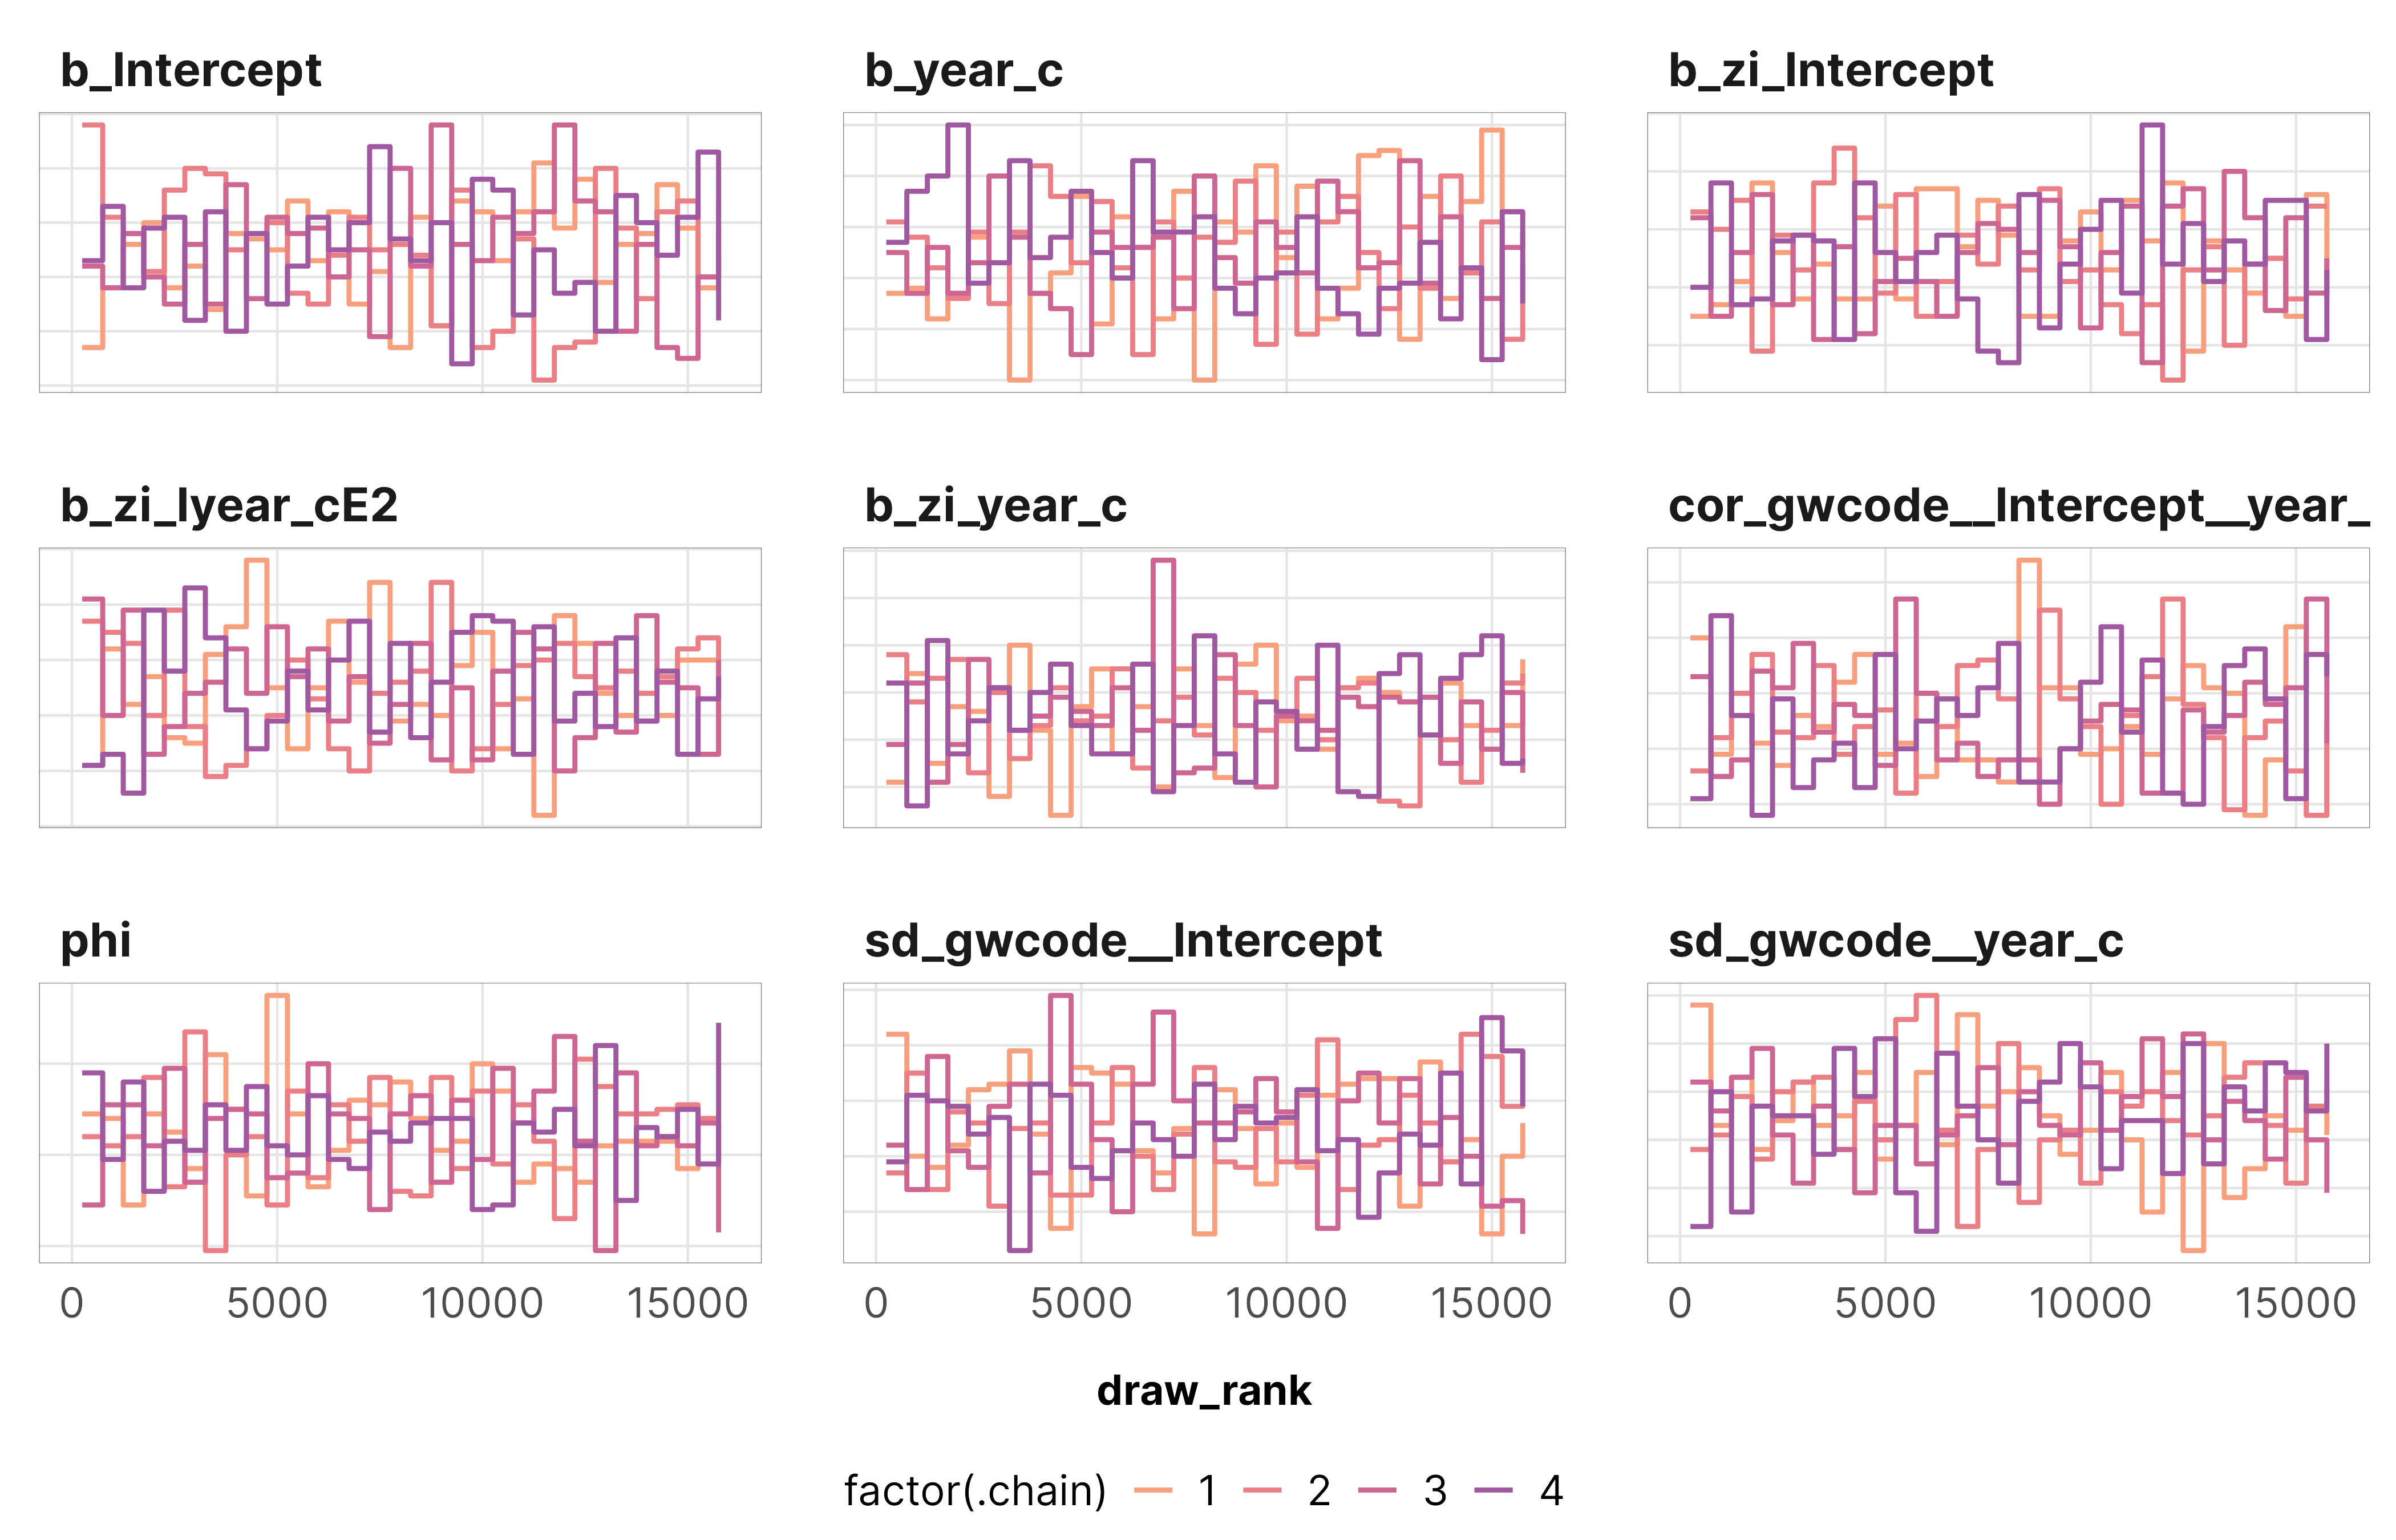 b_Intercept
b_year_c
b_zi_Intercept
b_zi_Iyear_cE2
b_zi_year_c
cor_gwcode__Intercept__year_
phi
sd_gwcode__Intercept
sd_gwcode__year_c
0 5000 10000 15000
0 5000 10000 15000
0 5000 10000 15000
draw_rank
factor(.chain) 1 2 3 4